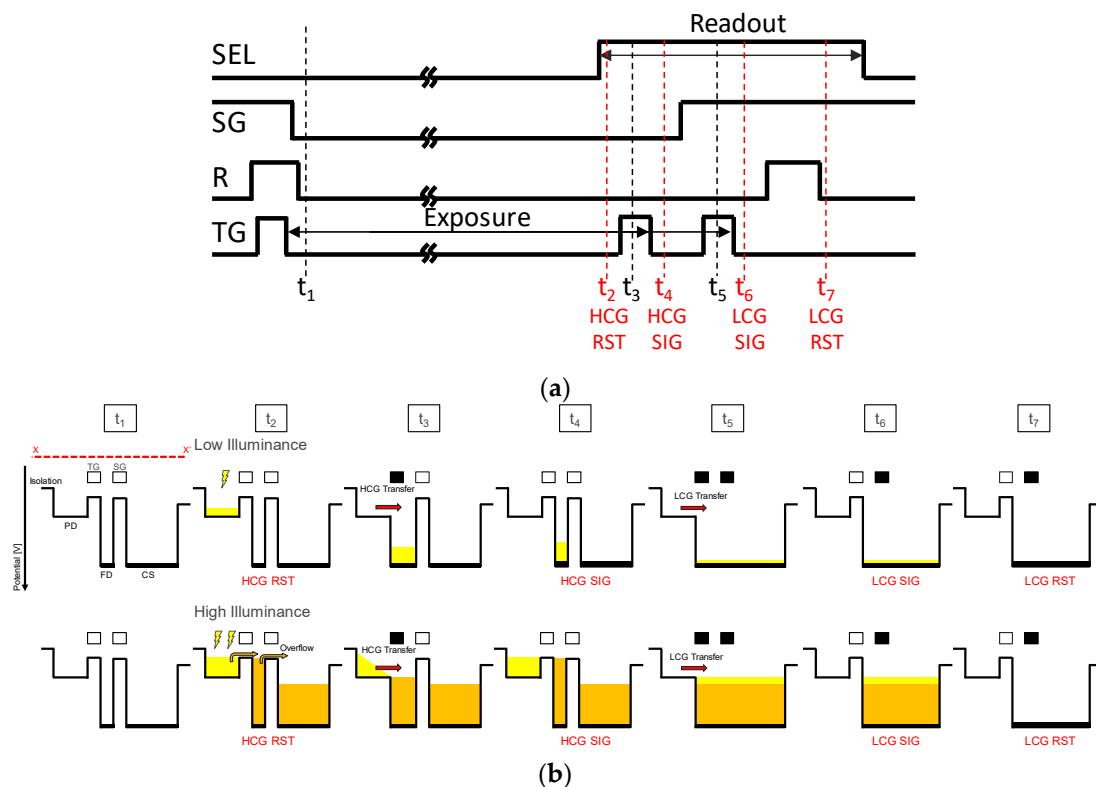 Readout
SEL
SG
R
TG
Exposure
t1
t2
t3
t4
t5
t6
t7
HCG HCG LCG LCG
RST SIG SIG RST
(a)
t1 t2 t3 t4 t5 t6 t7
X X'
Low Illuminance
TG SG
Isolation
HCG Transfer
LCG Transfer
PD
Potential [V]
FD CS
HCG RST
HCG SIG
LCG SIG
LCG RST
High Illuminance
Overflow
HCG Transfer
LCG Transfer
HCG RST
HCG SIG
LCG SIG
LCG RST
(b)